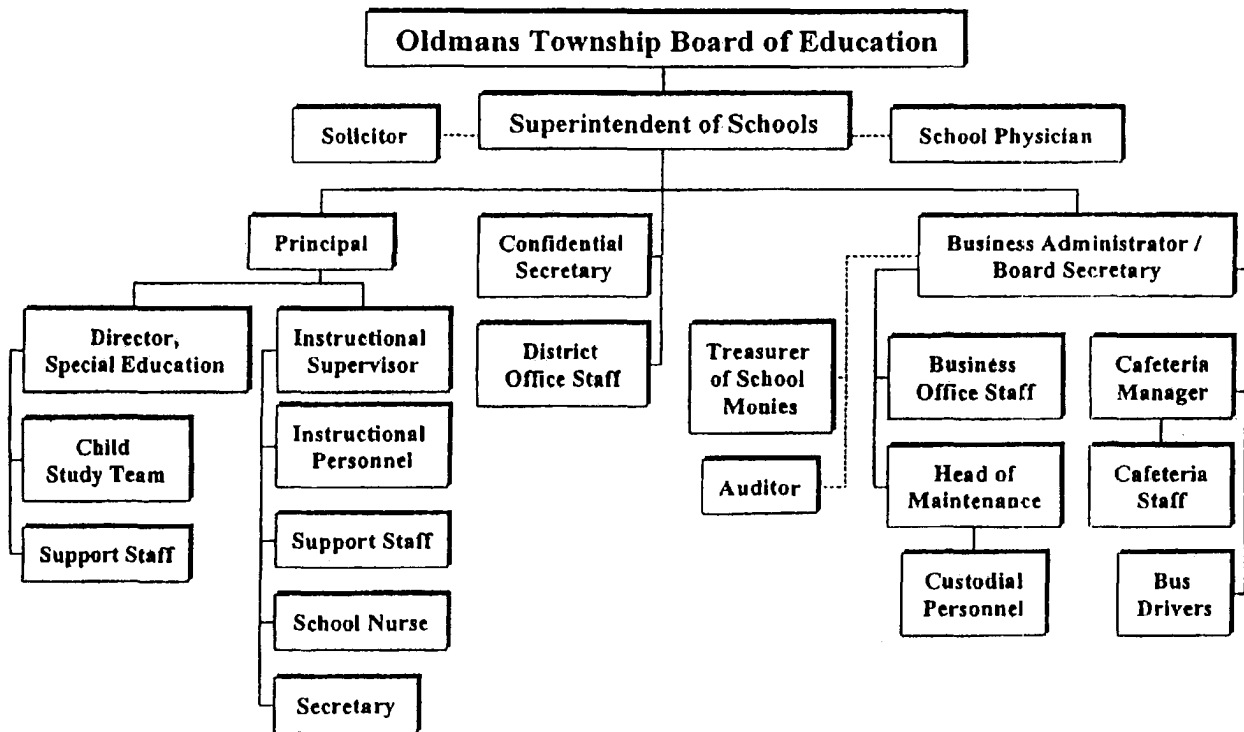 Oldmans Township Board of Education
Superintendent of Schools
Solicitor
School Physician
Principal
Confidential
Secretary
Business Administrator /
Board Secretary
Director,
Special Education
Instructional
Supervisor
District
Office Staff
Treasurer
of School
Monies
Business
Office Staff
Cafeteria
Manager
Child
Study Team
Instructional
Personnel
Auditor
Head of
Maintenance
Cafeteria
Staff
Support Staff
Support Staff
Custodial
Personnel
Bus
Drivers
School Nurse
Secretary